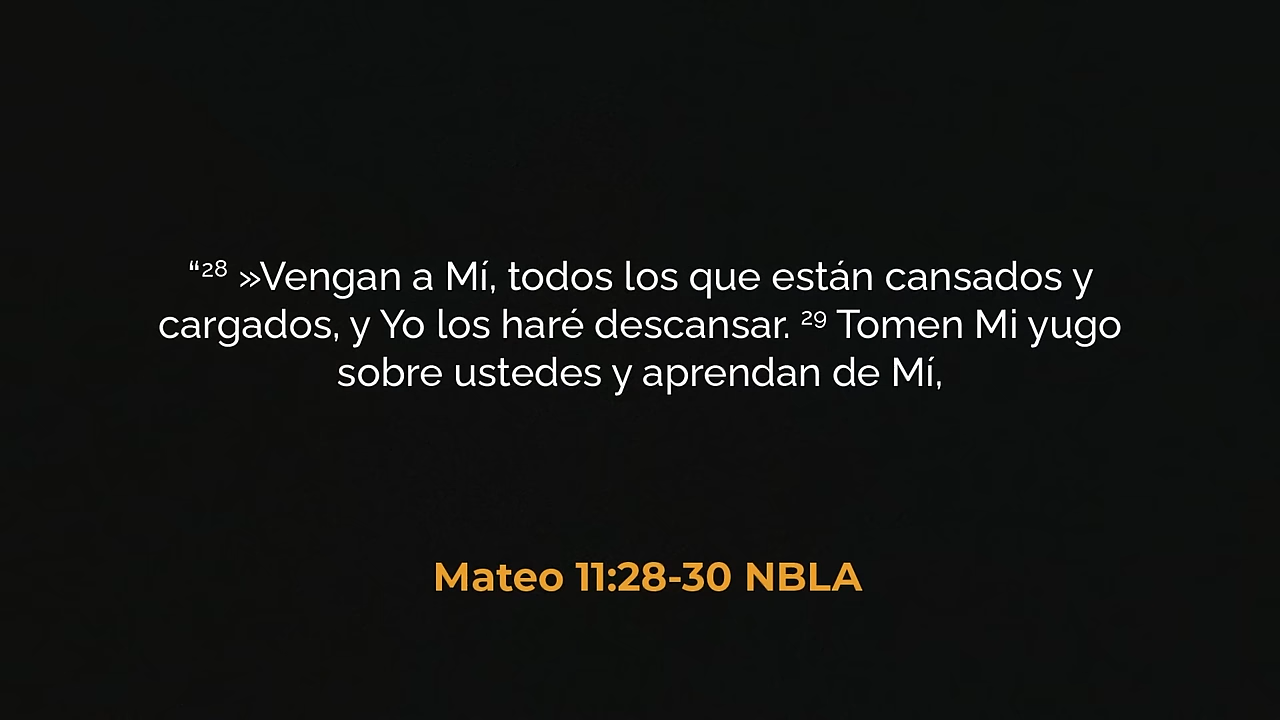 “²⁸ »Vengan a Mí, todos los que están cansados y
cargados, y Yo los haré descansar. ²⁹ Tomen Mi yugo
sobre ustedes y aprendan de Mí,
Mateo 11:28-30 NBLA